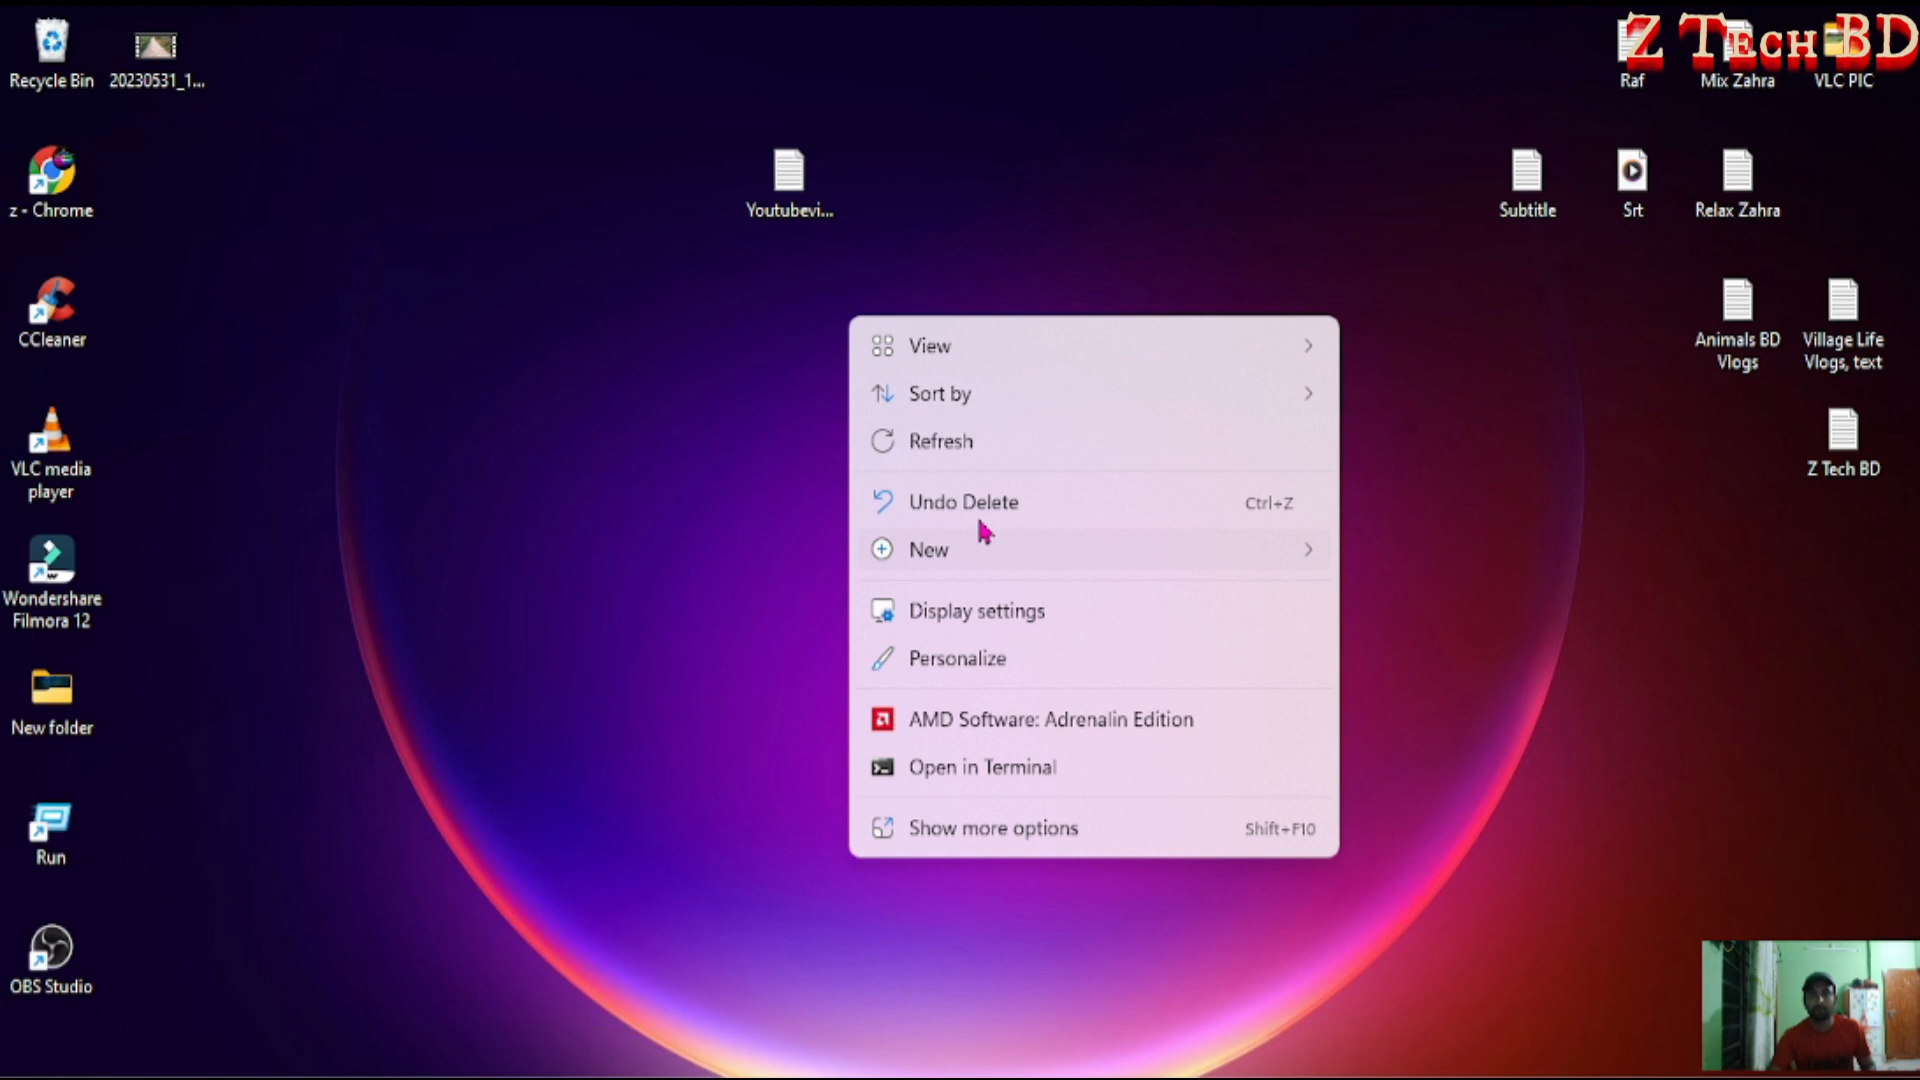 Z Tech BD
Recycle Bin
20230531_1...
Raf
Mix Zahra
VLC PIC
z - Chrome
Youtubevi...
Subtitle
Srt
Relax Zahra
CCleaner
Animals BD
Vlogs
Village Life
Vlogs, text
VLC media
player
Z Tech BD
Wondershare
Filmora 12
New folder
Run
OBS Studio
View
Sort by
Refresh
Undo Delete Ctrl+Z
New
Display settings
Personalize
AMD Software: Adrenalin Edition
Open in Terminal
Show more options Shift+F10